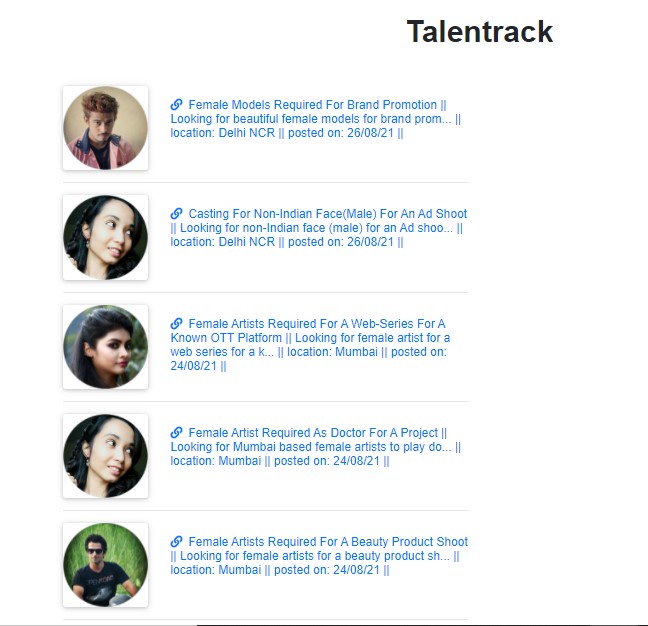 Talentrack
Female Models Required For Brand Promotion ||
Looking for beautiful female models for brand prom... ||
location: Delhi NCR || posted on: 26/08/21 ||
Casting For Non-Indian Face(Male) For An Ad Shoot
|| Looking for non-Indian face (male) for an Ad shoo... ||
location: Delhi NCR || posted on: 26/08/21 ||
Female Artists Required For A Web-Series For A
Known OTT Platform || Looking for female artist for a
web series for a k... || location: Mumbai || posted on:
24/08/21 ||
Female Artist Required As Doctor For A Project ||
Looking for Mumbai based female artists to play do... ||
location: Mumbai || posted on: 24/08/21 ||
Female Artists Required For A Beauty Product Shoot
|| Looking for female artists for a beauty product sh... ||
location: Mumbai || posted on: 24/08/21 ||